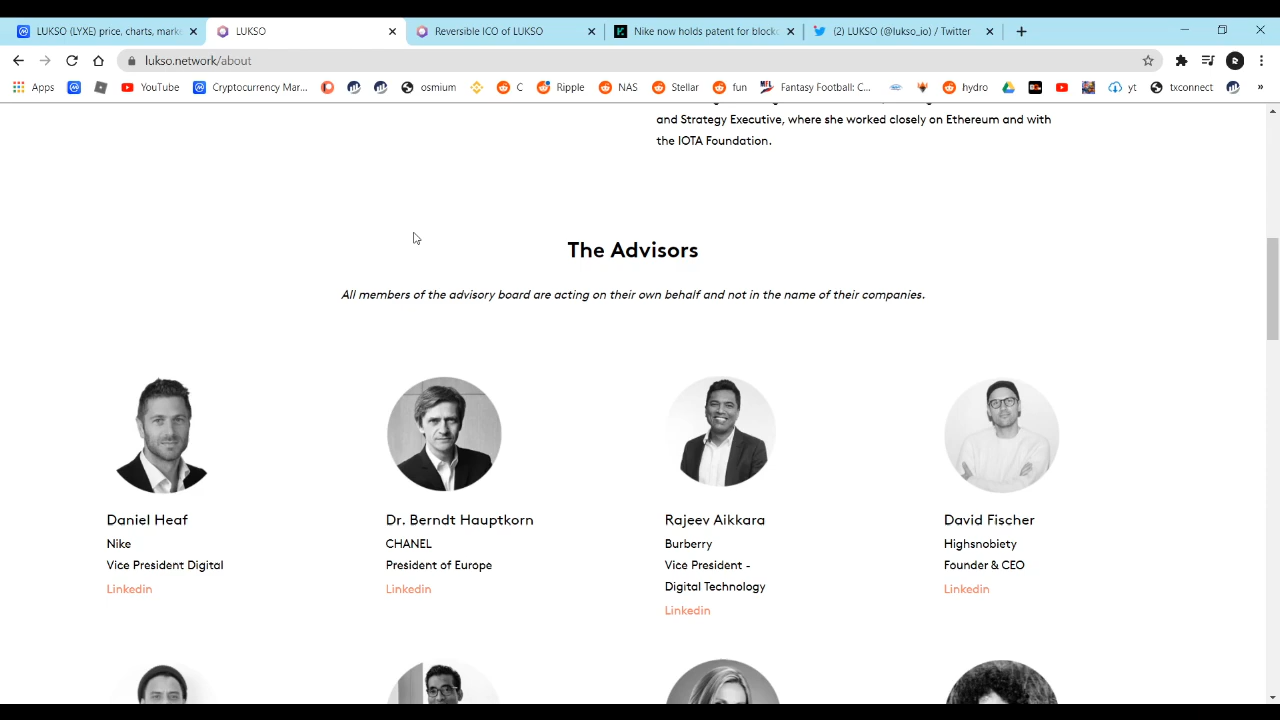 LUKSO (LYXE) price, charts, mark
LUKSO
Reversible ICO of LUKSO
Nike now holds patent for blockc
(2) LUKSO (@lukso_io) / Twitter
lukso.network/about
Apps
YouTube
Cryptocurrency Mar...
osmium
C
Ripple
NAS
Stellar
fun
Fantasy Football: C...
hydro
yt
txconnect
»
and Strategy Executive, where she worked closely on Ethereum and with
the IOTA Foundation.
The Advisors
All members of the advisory board are acting on their own behalf and not in the name of their companies.
Daniel Heaf
Nike
Vice President Digital
Linkedin
Dr. Berndt Hauptkorn
CHANEL
President of Europe
Linkedin
Rajeev Aikkara
Burberry
Vice President -
Digital Technology
Linkedin
David Fischer
Highsnobiety
Founder & CEO
Linkedin